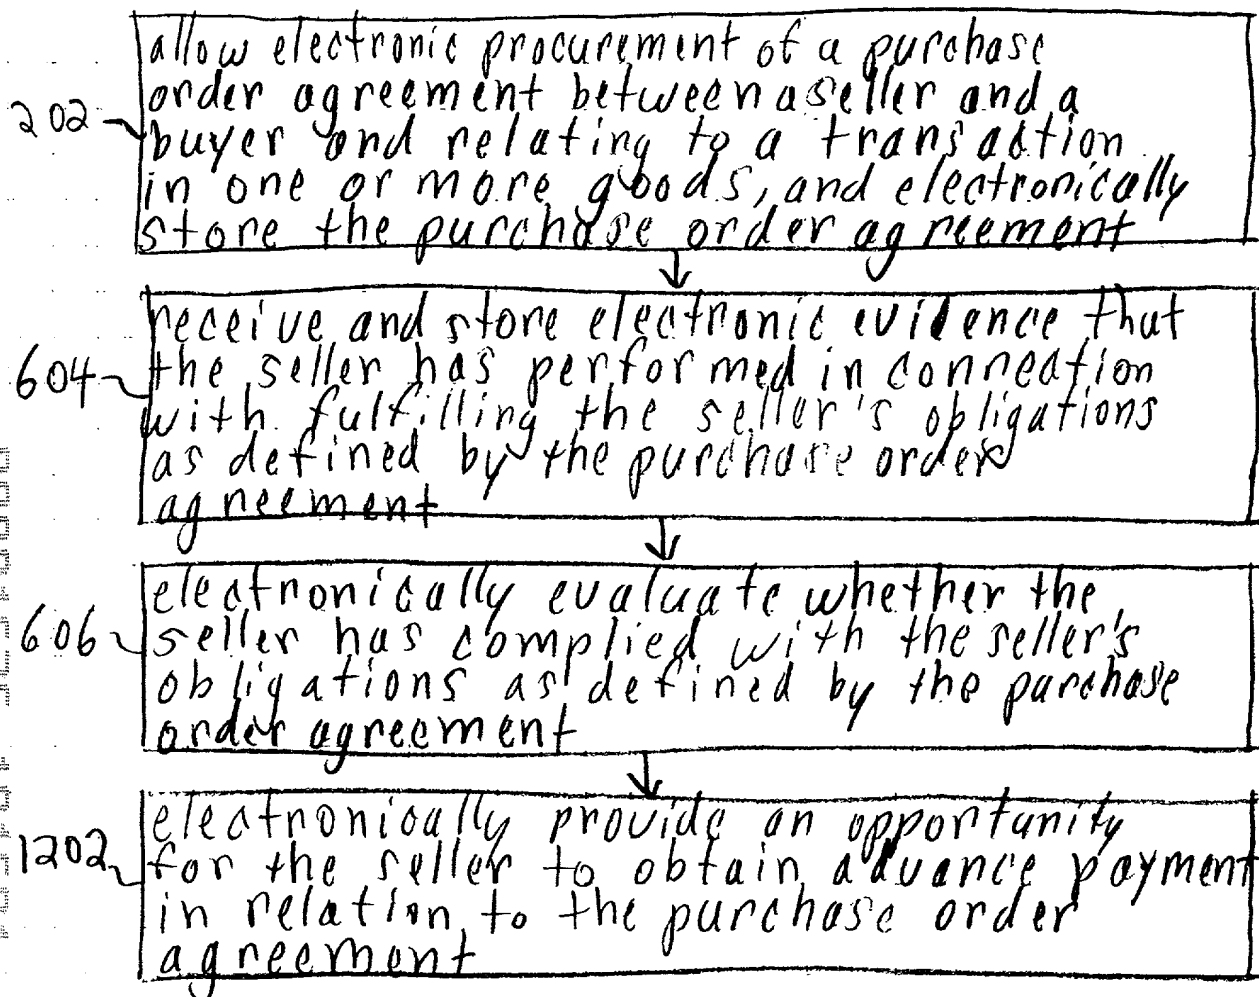 allow electronic procurement of a purchase
order agreement between a seller and a
202 buyer and relating to a transaction
in one or more goods, and electronically
store the purchase order agreement
receive and store electronic evidence that
604 the seller has performed in connection
with fulfilling the seller's obligations
as defined by the purchase order
agreement
electronically evaluate whether the
606 seller has complied with the seller's
obligations as defined by the purchase
order agreement
electronically provide an opportunity
1202 for the seller to obtain advance payment
in relation to the purchase order
agreement